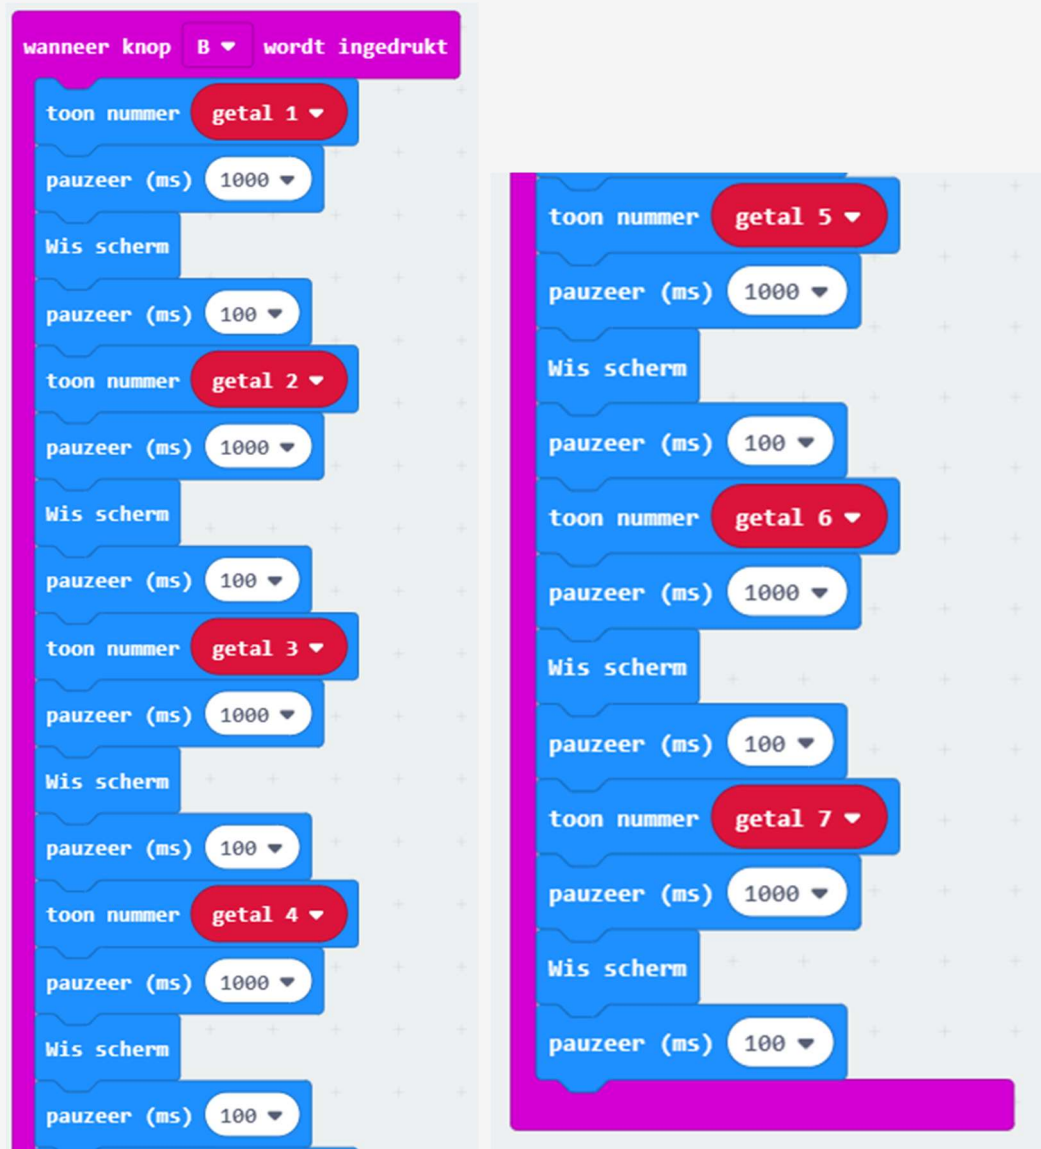 wanneer knop B wordt ingedrukt
toon nummer getal 1
pauzeer (ms) 1000
Wis scherm
pauzeer (ms) 100
toon nummer getal 2
pauzeer (ms) 1000
Wis scherm
pauzeer (ms) 100
toon nummer getal 3
pauzeer (ms) 1000
Wis scherm
pauzeer (ms) 100
toon nummer getal 4
pauzeer (ms) 1000
Wis scherm
pauzeer (ms) 100
toon nummer getal 5
pauzeer (ms) 1000
Wis scherm
pauzeer (ms) 100
toon nummer getal 6
pauzeer (ms) 1000
Wis scherm
pauzeer (ms) 100
toon nummer getal 7
pauzeer (ms) 1000
Wis scherm
pauzeer (ms) 100